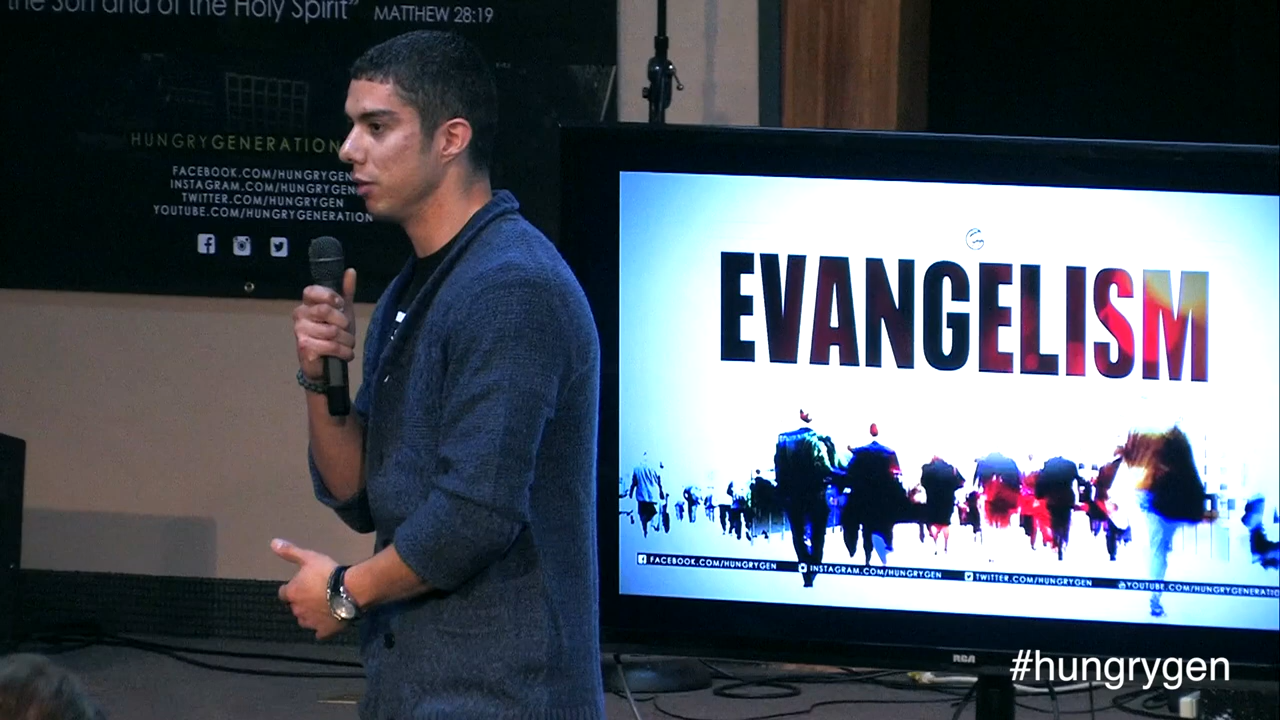 the Son and of the Holy Spirit" MATTHEW 28:19
HUNGRYGENERATION
FACEBOOK.COM/HUNGRYGEN
INSTAGRAM.COM/HUNGRYGEN
TWITTER.COM/HUNGRYGEN
YOUTUBE.COM/HUNGRYGENERATION
EVANGELISM
FACEBOOK.COM/HUNGRYGEN INSTAGRAM.COM/HUNGRYGEN TWITTER.COM/HUNGRYGEN YOUTUBE.COM/HUNGRYGENERATIO
RCA
#hungrygen